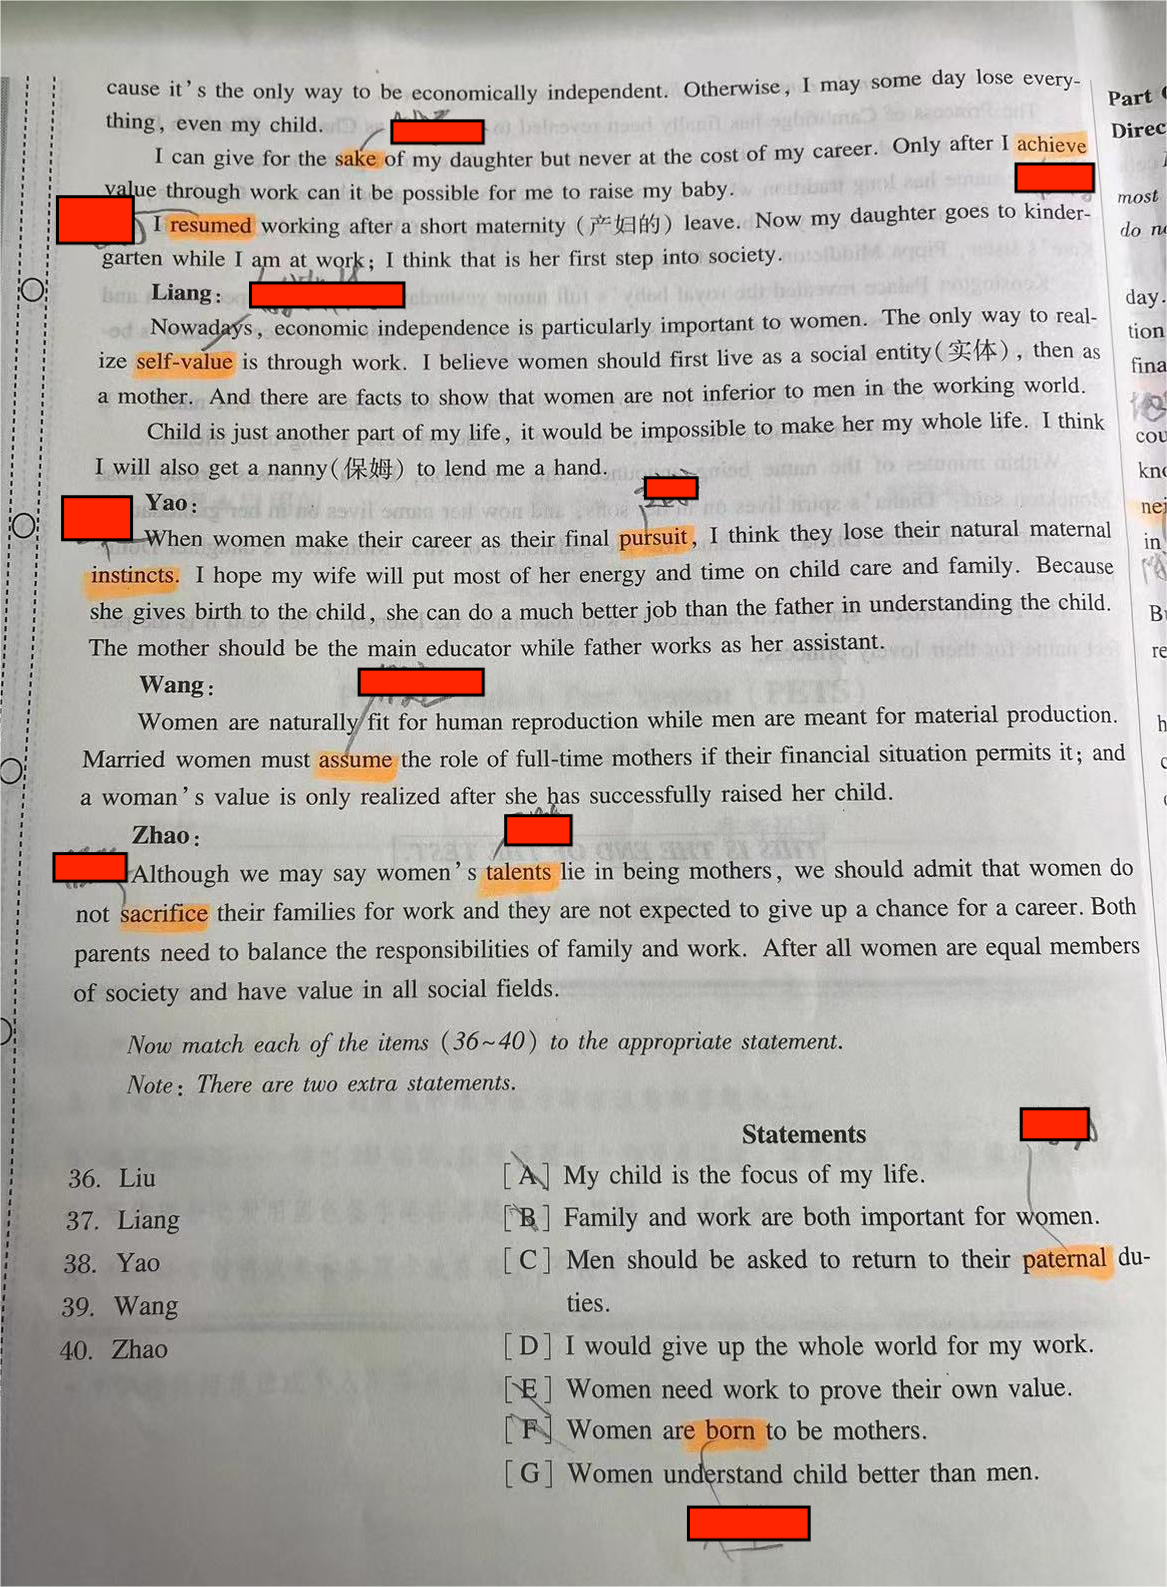 cause it's the only way to be economically independent. Otherwise, I may some day lose every-
thing, even my child.
I can give for the sake of my daughter but never at the cost of my career. Only after I achieve
value through work can it be possible for me to raise my baby.
I resumed working after a short maternity (产妇的) leave. Now my daughter goes to kinder-
garten while I am at work; I think that is her first step into society.
Liang:
Nowadays, economic independence is particularly important to women. The only way to real-
ize self-value is through work. I believe women should first live as a social entity(实体), then as
a mother. And there are facts to show that women are not inferior to men in the working world.
Child is just another part of my life, it would be impossible to make her my whole life. I think
I will also get a nanny(保姆) to lend me a hand.
Yao:
When women make their career as their final pursuit, I think they lose their natural maternal
instincts. I hope my wife will put most of her energy and time on child care and family. Because
she gives birth to the child, she can do a much better job than the father in understanding the child.
The mother should be the main educator while father works as her assistant.
Wang:
Women are naturally fit for human reproduction while men are meant for material production.
Married women must assume the role of full-time mothers if their financial situation permits it; and
a woman's value is only realized after she has successfully raised her child.
Zhao:
Although we may say women's talents lie in being mothers, we should admit that women do
not sacrifice their families for work and they are not expected to give up a chance for a career. Both
parents need to balance the responsibilities of family and work. After all women are equal members
of society and have value in all social fields.
Now match each of the items (36~40) to the appropriate statement.
Note: There are two extra statements.
Statements
36. Liu
37. Liang
38. Yao
39. Wang
40. Zhao
[A] My child is the focus of my life.
[B] Family and work are both important for women.
[C] Men should be asked to return to their paternal du-
ties.
[D] I would give up the whole world for my work.
[E] Women need work to prove their own value.
[F] Women are born to be mothers.
[G] Women understand child better than men.
Part
Direc
most
do
day.
tion
fina
cou
in
re